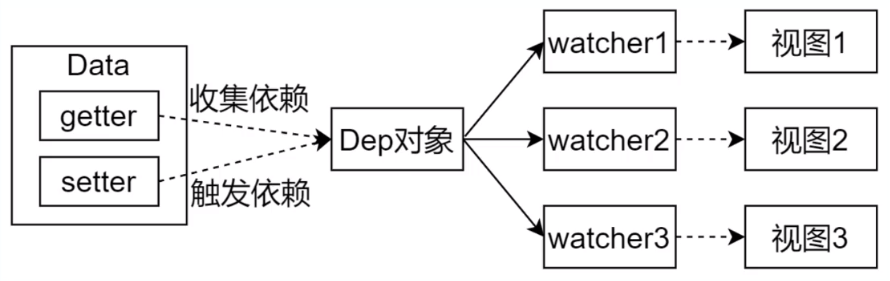 Data
getter
setter
收集依赖
触发依赖
Dep对象
watcher1
watcher2
watcher3
视图1
视图2
视图3